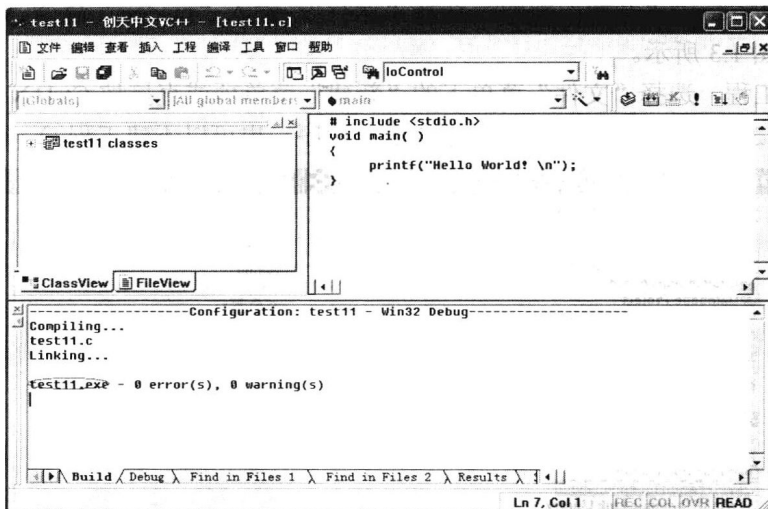 test11 - 创天中文VC++ - [test11.c]
文件 编辑 查看 插入 工程 编译 工具 窗口 帮助
IoControl
[Globals] [All global members main
# include <stdio.h>
void main( )
{
printf("Hello World! \n");
}
test11 classes
ClassView FileView
--------------------Configuration: test11 - Win32 Debug--------------------
Compiling...
test11.c
Linking...
test11.exe - 0 error(s), 0 warning(s)
Build Debug Find in Files 1 Find in Files 2 Results
Ln 7, Col 1 REC COL OVR READ